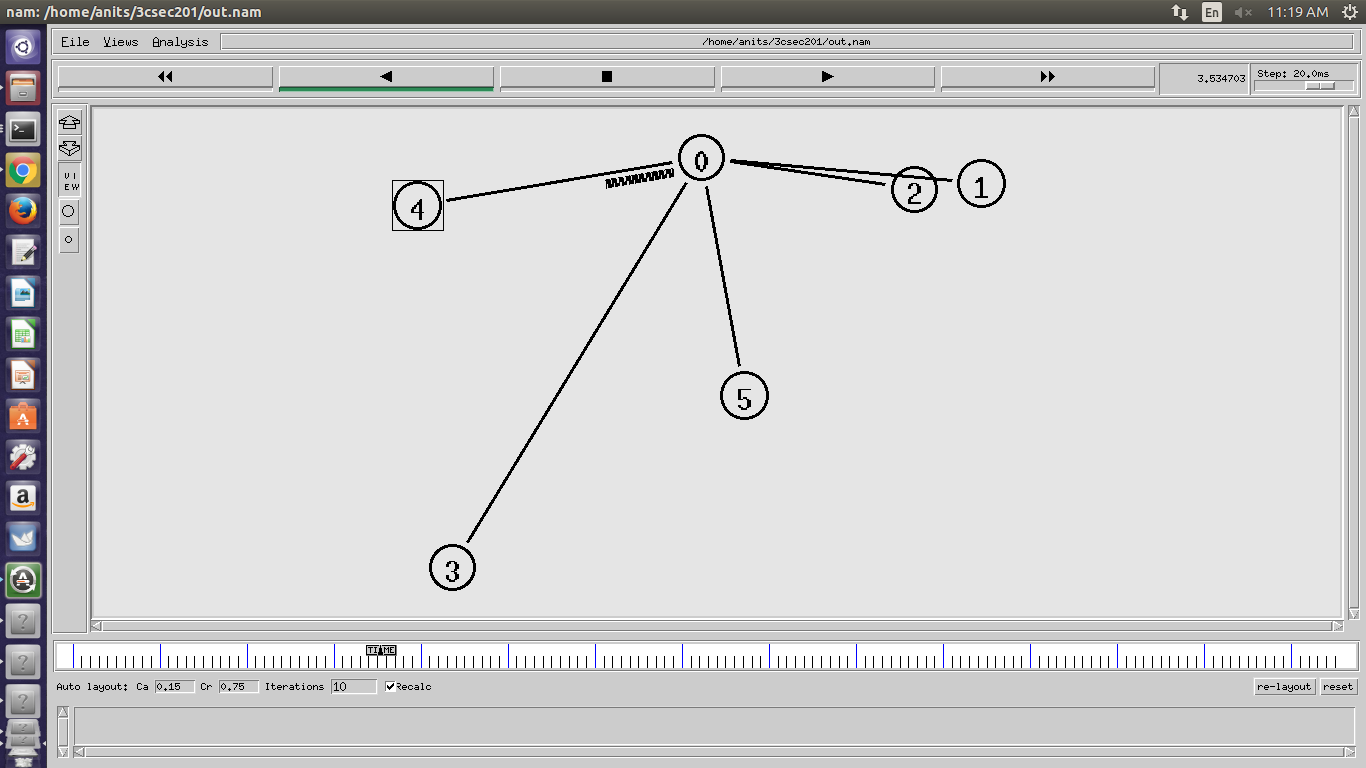 nam: /home/anits/3csec201/out.nam
En
11:19 AM
File Views Analysis
/home/anits/3csec201/out.nam
3.534703
Step: 20.0ms
VIEW
0
4
2
1
5
3
TIME
Auto layout: Ca 0.15 Cr 0.75 Iterations 10 Recalc
re-layout
reset